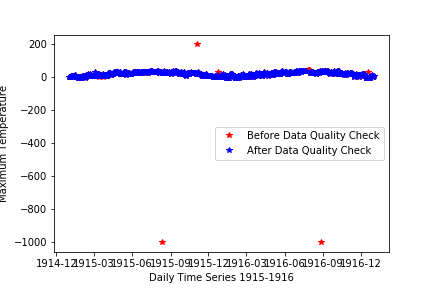 200
0
−200
−400
−600
−800
−1000
Maximum Temperature
Before Data Quality Check
After Data Quality Check
1914-12 1915-03 1915-06 1915-09 1915-12 1916-03 1916-06 1916-09 1916-12
Daily Time Series 1915-1916